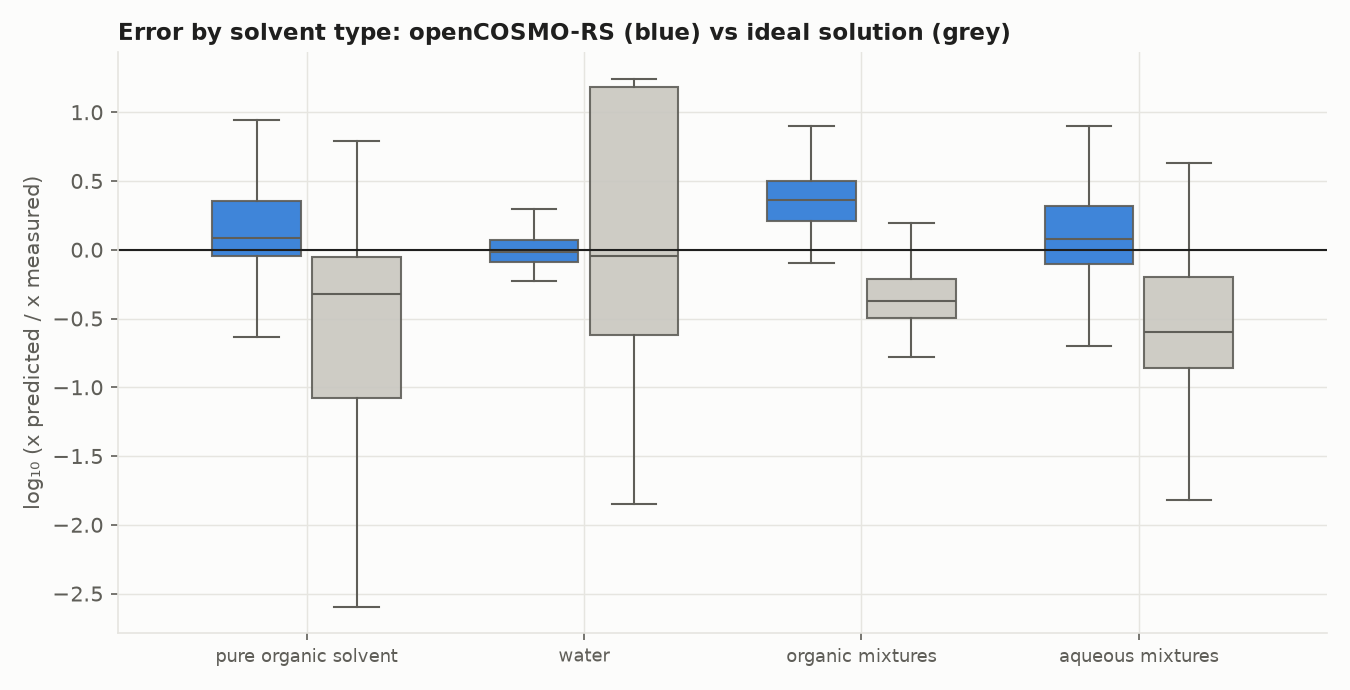 Error by solvent type: openCOSMO-RS (blue) vs ideal solution (grey)
log₁₀ (x predicted / x measured)
1.0
0.5
0.0
−0.5
−1.0
−1.5
−2.0
−2.5
pure organic solvent
water
organic mixtures
aqueous mixtures